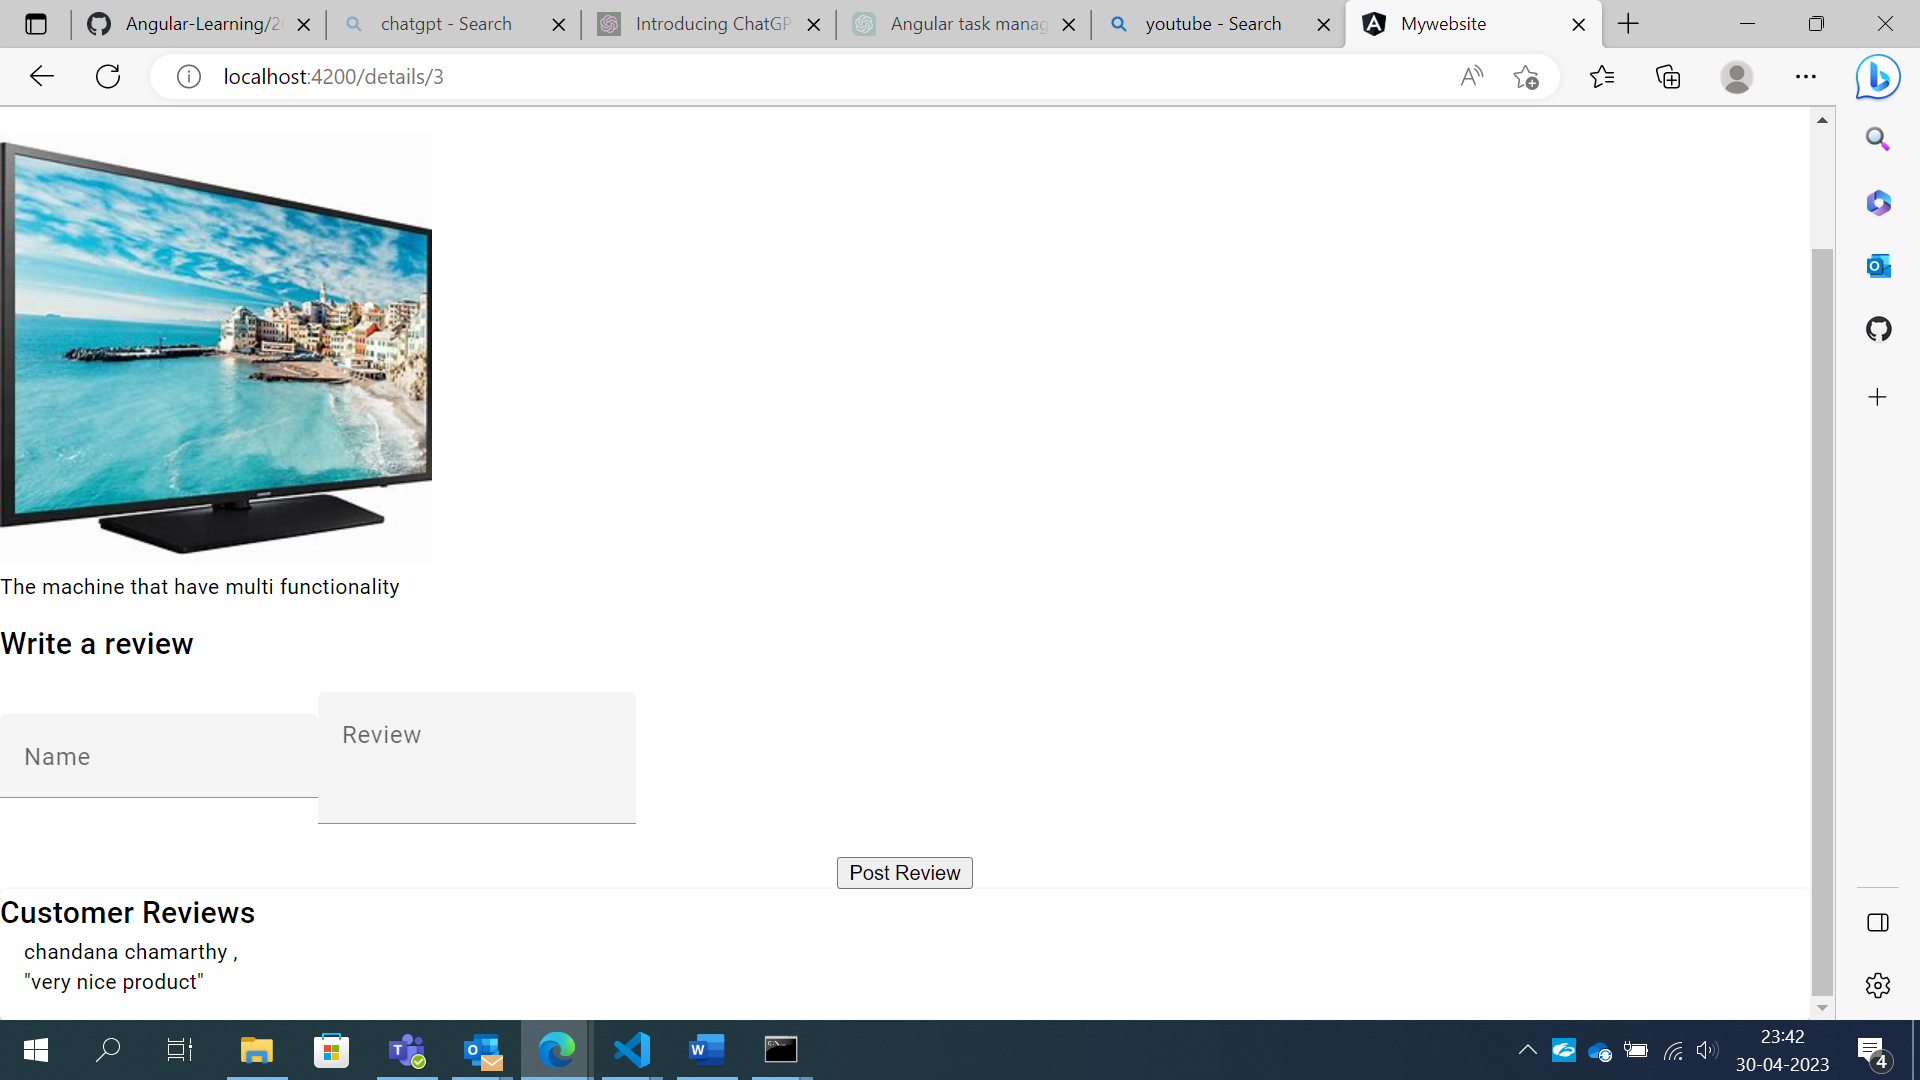 Angular-Learning/2
chatgpt - Search
Introducing ChatGP
Angular task manag
youtube - Search
Mywebsite
localhost:4200/details/3
The machine that have multi functionality
Write a review
Name
Review
Post Review
Customer Reviews
chandana chamarthy ,
"very nice product"
23:42
30-04-2023
4